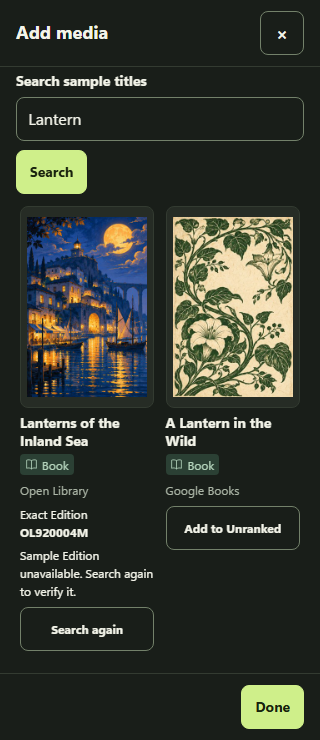 Add media
×
Search sample titles
Lantern
Search
Lanterns of the
Inland Sea
Book
Open Library
Exact Edition
OL920004M
Sample Edition
unavailable. Search again
to verify it.
Search again
A Lantern in the
Wild
Book
Google Books
Add to Unranked
Done